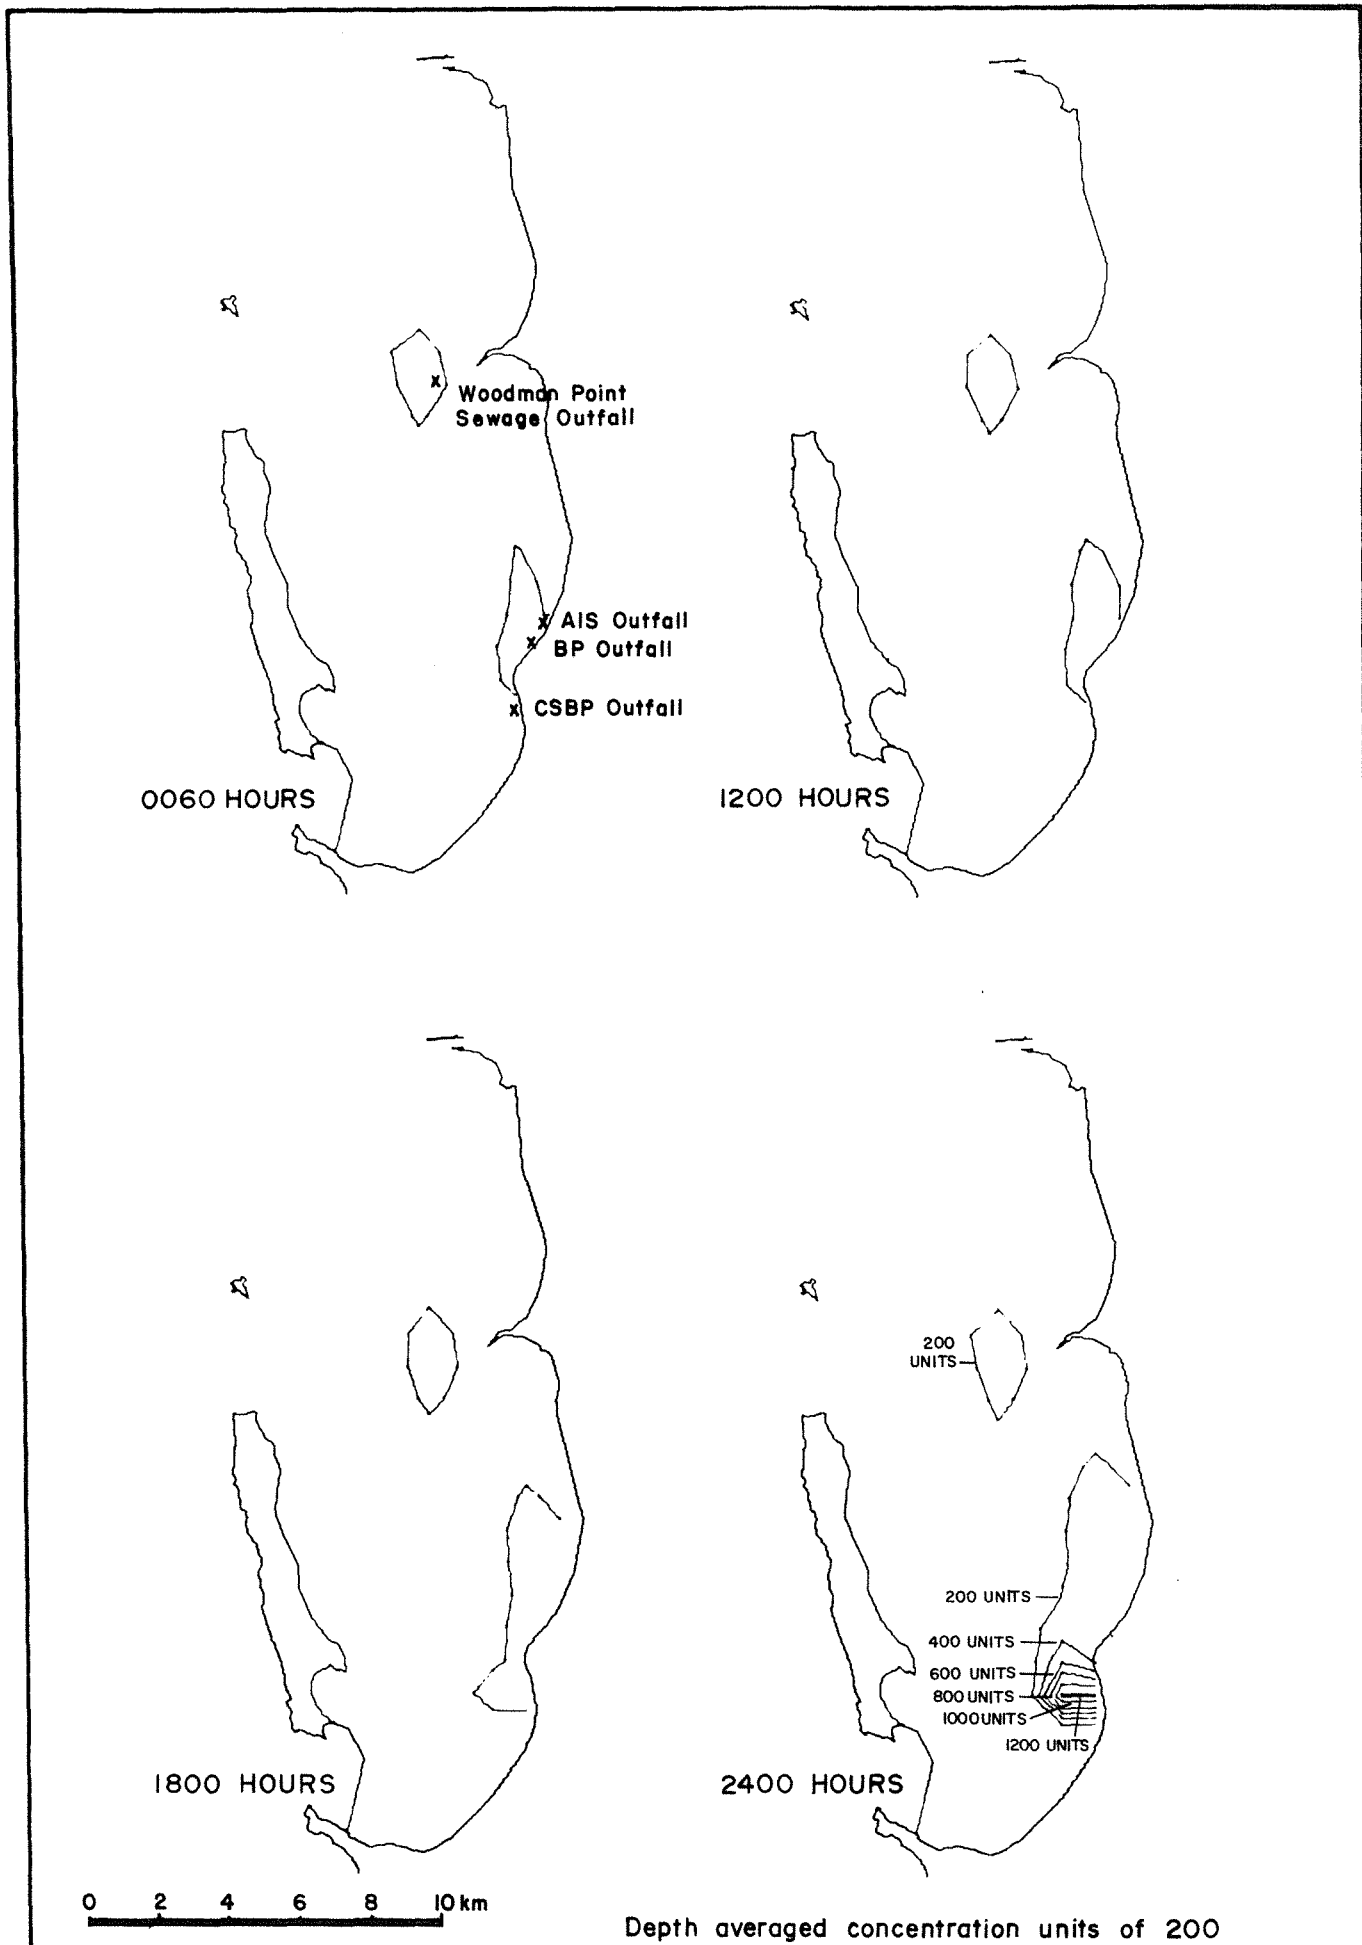 Woodman Point
Sewage Outfall
x
x AIS Outfall
x BP Outfall
x CSBP Outfall
0060 HOURS
1200 HOURS
200
UNITS
200 UNITS
400 UNITS
600 UNITS
800 UNITS
1000 UNITS
1200 UNITS
1800 HOURS
2400 HOURS
0 2 4 6 8 10 km
Depth averaged concentration units of 200